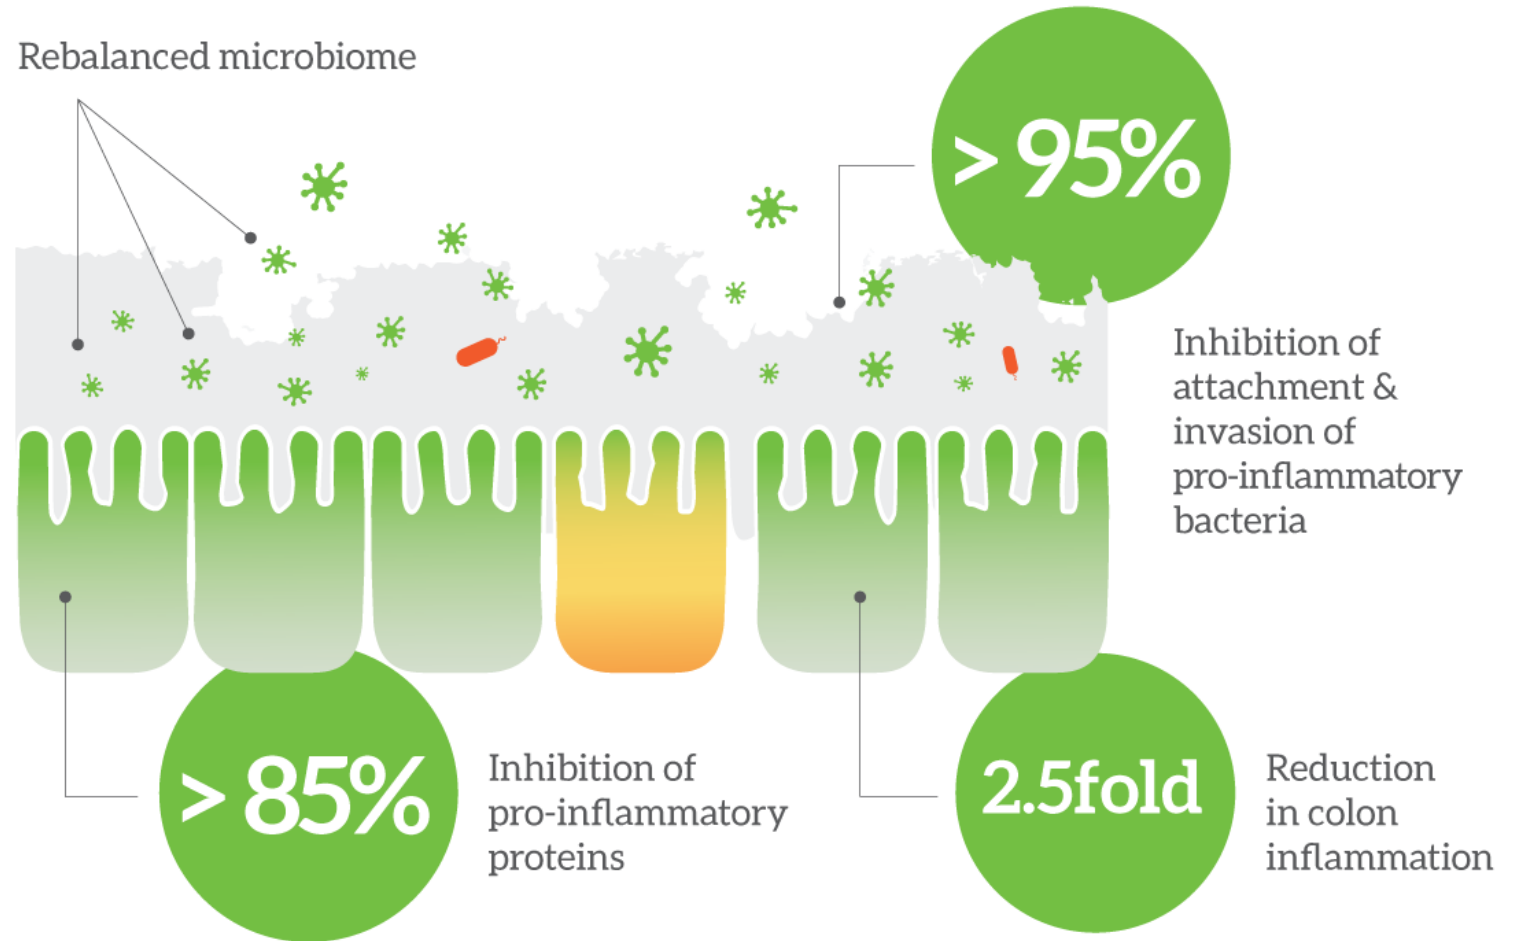 Rebalanced microbiome
> 95%
Inhibition of
attachment &
invasion of
pro-inflammatory
bacteria
> 85%
Inhibition of
pro-inflammatory
proteins
2.5fold
Reduction
in colon
inflammation